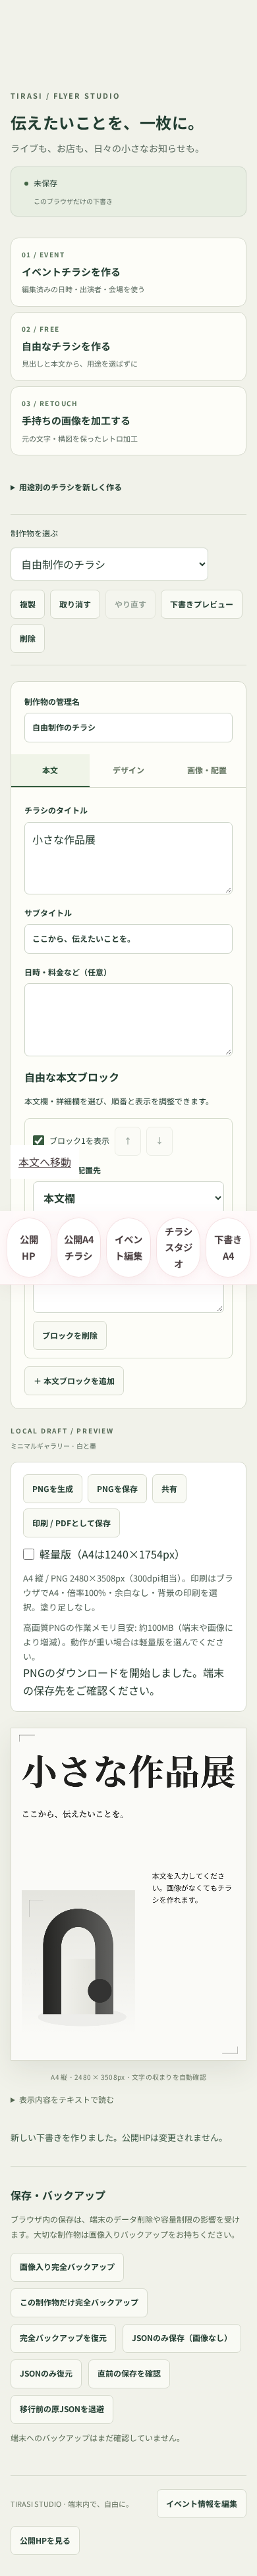 TIRASI / FLYER STUDIO
伝えたいことを、一枚に。
ライブも、お店も、日々の小さなお知らせも。
未保存
このブラウザだけの下書き
01 / EVENT
イベントチラシを作る
編集済みの日時・出演者・会場を使う
02 / FREE
自由なチラシを作る
見出しと本文から、用途を選ばずに
03 / RETOUCH
手持ちの画像を加工する
元の文字・構図を保ったレトロ加工
用途別のチラシを新しく作る
制作物を選ぶ
自由制作のチラシ
複製 取り消す やり直す 下書きプレビュー
削除
制作物の管理名
自由制作のチラシ
本文 デザイン 画像・配置
チラシのタイトル
小さな作品展
サブタイトル
ここから、伝えたいことを。
日時・料金など（任意）
自由な本文ブロック
本文欄・詳細欄を選び、順番と表示を調整できます。
ブロック1を表示 ↑ ↓
本文へ移動
配置先
本文欄
公開
HP
公開A4
チラシ
イベン
ト編集
チラシ
スタジ
オ
下書き
A4
ブロックを削除
＋ 本文ブロックを追加
LOCAL DRAFT / PREVIEW
ミニマルギャラリー · 白と墨
PNGを生成 PNGを保存 共有
印刷 / PDFとして保存
軽量版（A4は1240×1754px）
A4 縦 / PNG 2480×3508px（300dpi相当）。印刷はブラ
ウザでA4・倍率100%・余白なし・背景の印刷を選
択。塗り足しなし。
高画質PNGの作業メモリ目安: 約100MB（端末や画像に
より増減）。動作が重い場合は軽量版を選んでくださ
い。
PNGのダウンロードを開始しました。端末
の保存先をご確認ください。
小さな作品展
ここから、伝えたいことを。
本文を入力してくださ
い。画像がなくてもチラ
シを作れます。
A4 縦 · 2480 × 3508px · 文字の収まりを自動確認
表示内容をテキストで読む
新しい下書きを作りました。公開HPは変更されません。
保存・バックアップ
ブラウザ内の保存は、端末のデータ削除や容量制限の影響を受け
ます。大切な制作物は画像入りバックアップをお持ちください。
画像入り完全バックアップ
この制作物だけ完全バックアップ
完全バックアップを復元 JSONのみ保存（画像なし）
JSONのみ復元 直前の保存を確認
移行前の原JSONを退避
端末へのバックアップはまだ確認していません。
TIRASI STUDIO · 端末内で、自由に。 イベント情報を編集
公開HPを見る